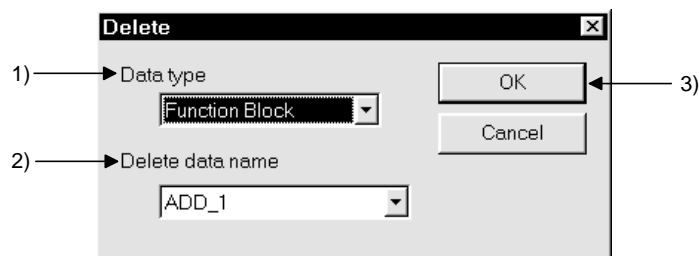 Delete
1) Data type
OK
3)
Function Block
Cancel
2) Delete data name
ADD_1